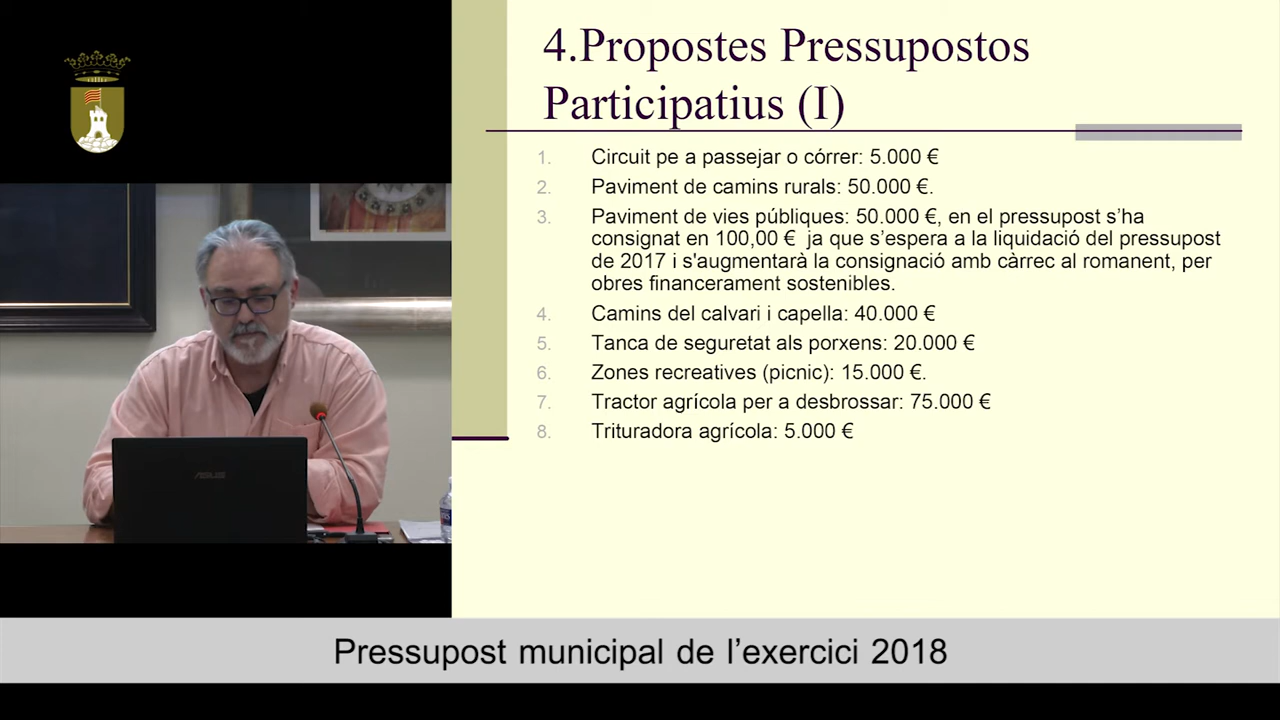 4.Propostes Pressupostos
Participatius (I)
1. Circuit pe a passejar o córrer: 5.000 €
2. Paviment de camins rurals: 50.000 €.
3. Paviment de vies públiques: 50.000 €, en el pressupost s’ha
consignat en 100,00 € ja que s’espera a la liquidació del pressupost
de 2017 i s'augmentarà la consignació amb càrrec al romanent, per
obres financerament sostenibles.
4. Camins del calvari i capella: 40.000 €
5. Tanca de seguretat als porxens: 20.000 €
6. Zones recreatives (picnic): 15.000 €.
7. Tractor agrícola per a desbrossar: 75.000 €
8. Trituradora agrícola: 5.000 €
ASUS
Pressupost municipal de l’exercici 2018